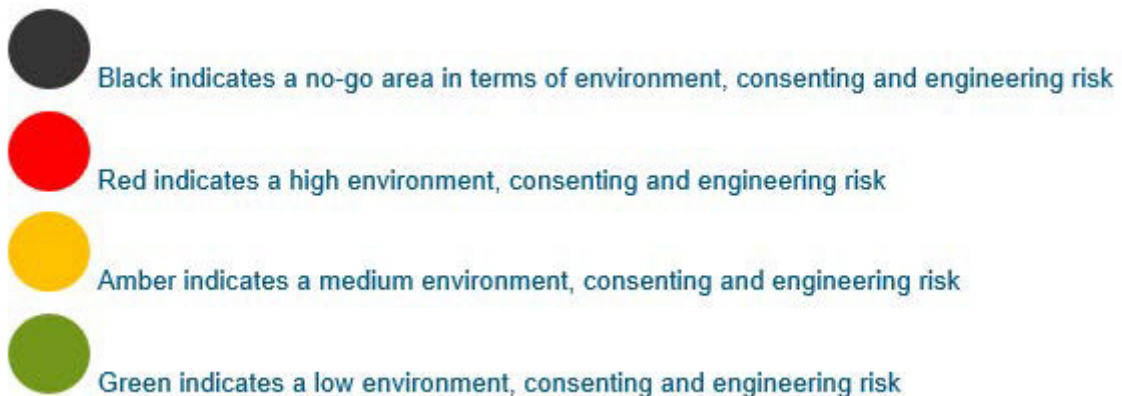 Black indicates a no-go area in terms of environment, consenting and engineering risk
Red indicates a high environment, consenting and engineering risk
Amber indicates a medium environment, consenting and engineering risk
Green indicates a low environment, consenting and engineering risk